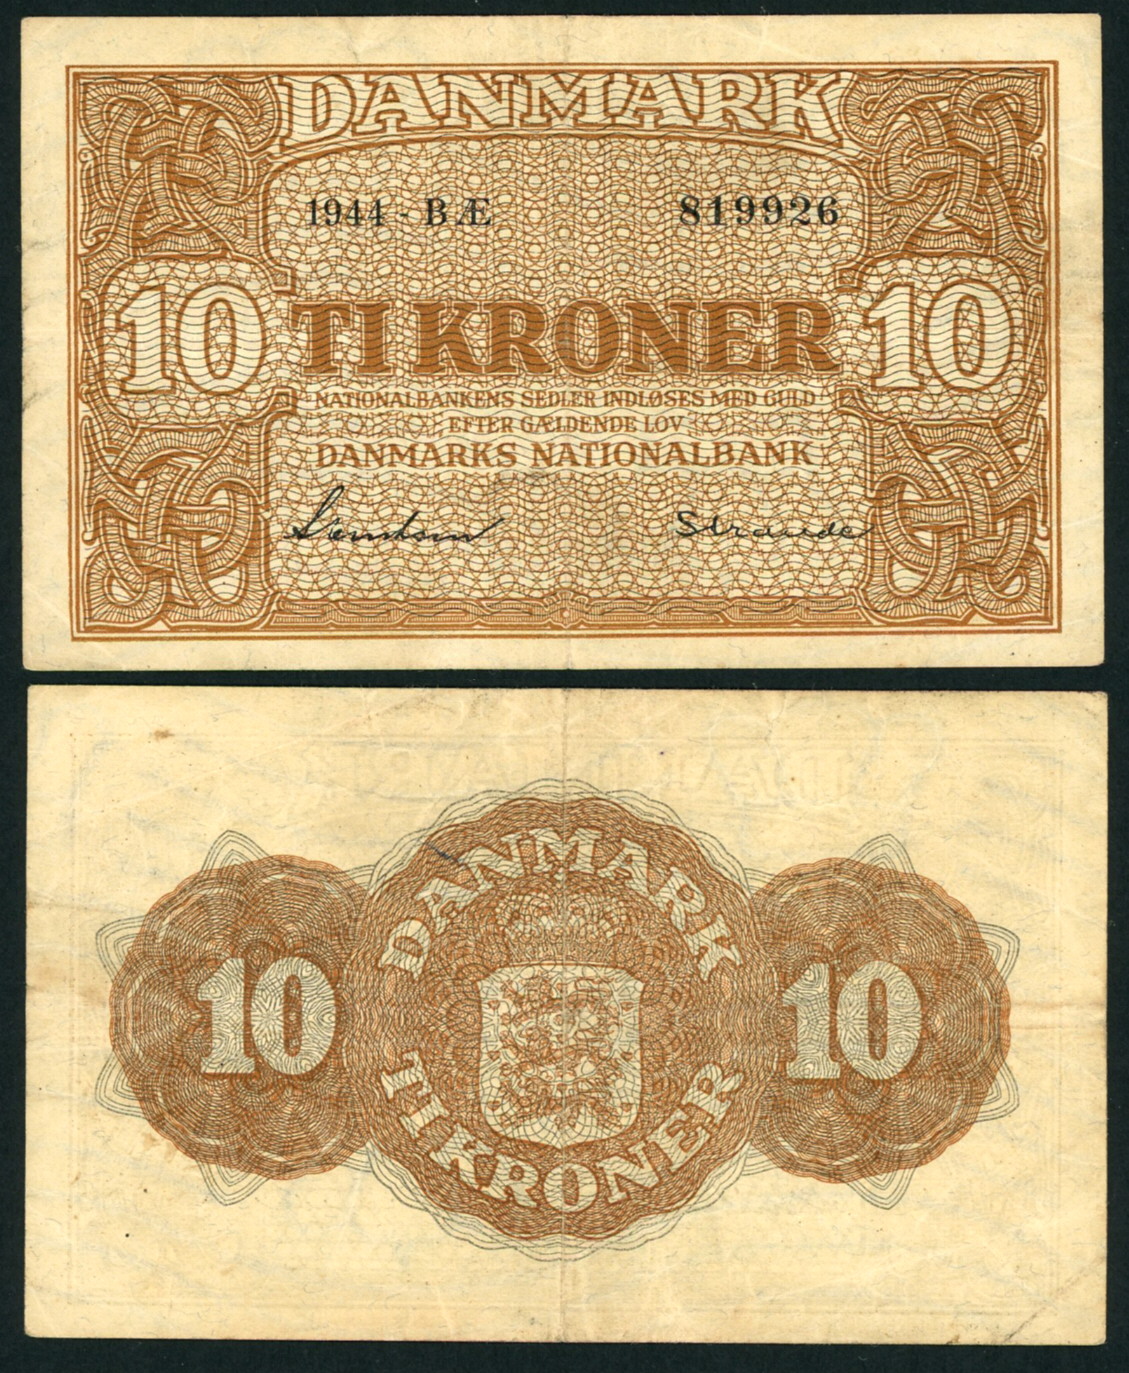 DANMARK
1944 - BÆ 819926
10 TI KRONER 10
NATIONALBANKENS SEDLER INDLØSES MED GULD
EFTER GÆLDENDE LOV
DANMARKS NATIONALBANK
DANMARK
10 10
TI KRONER